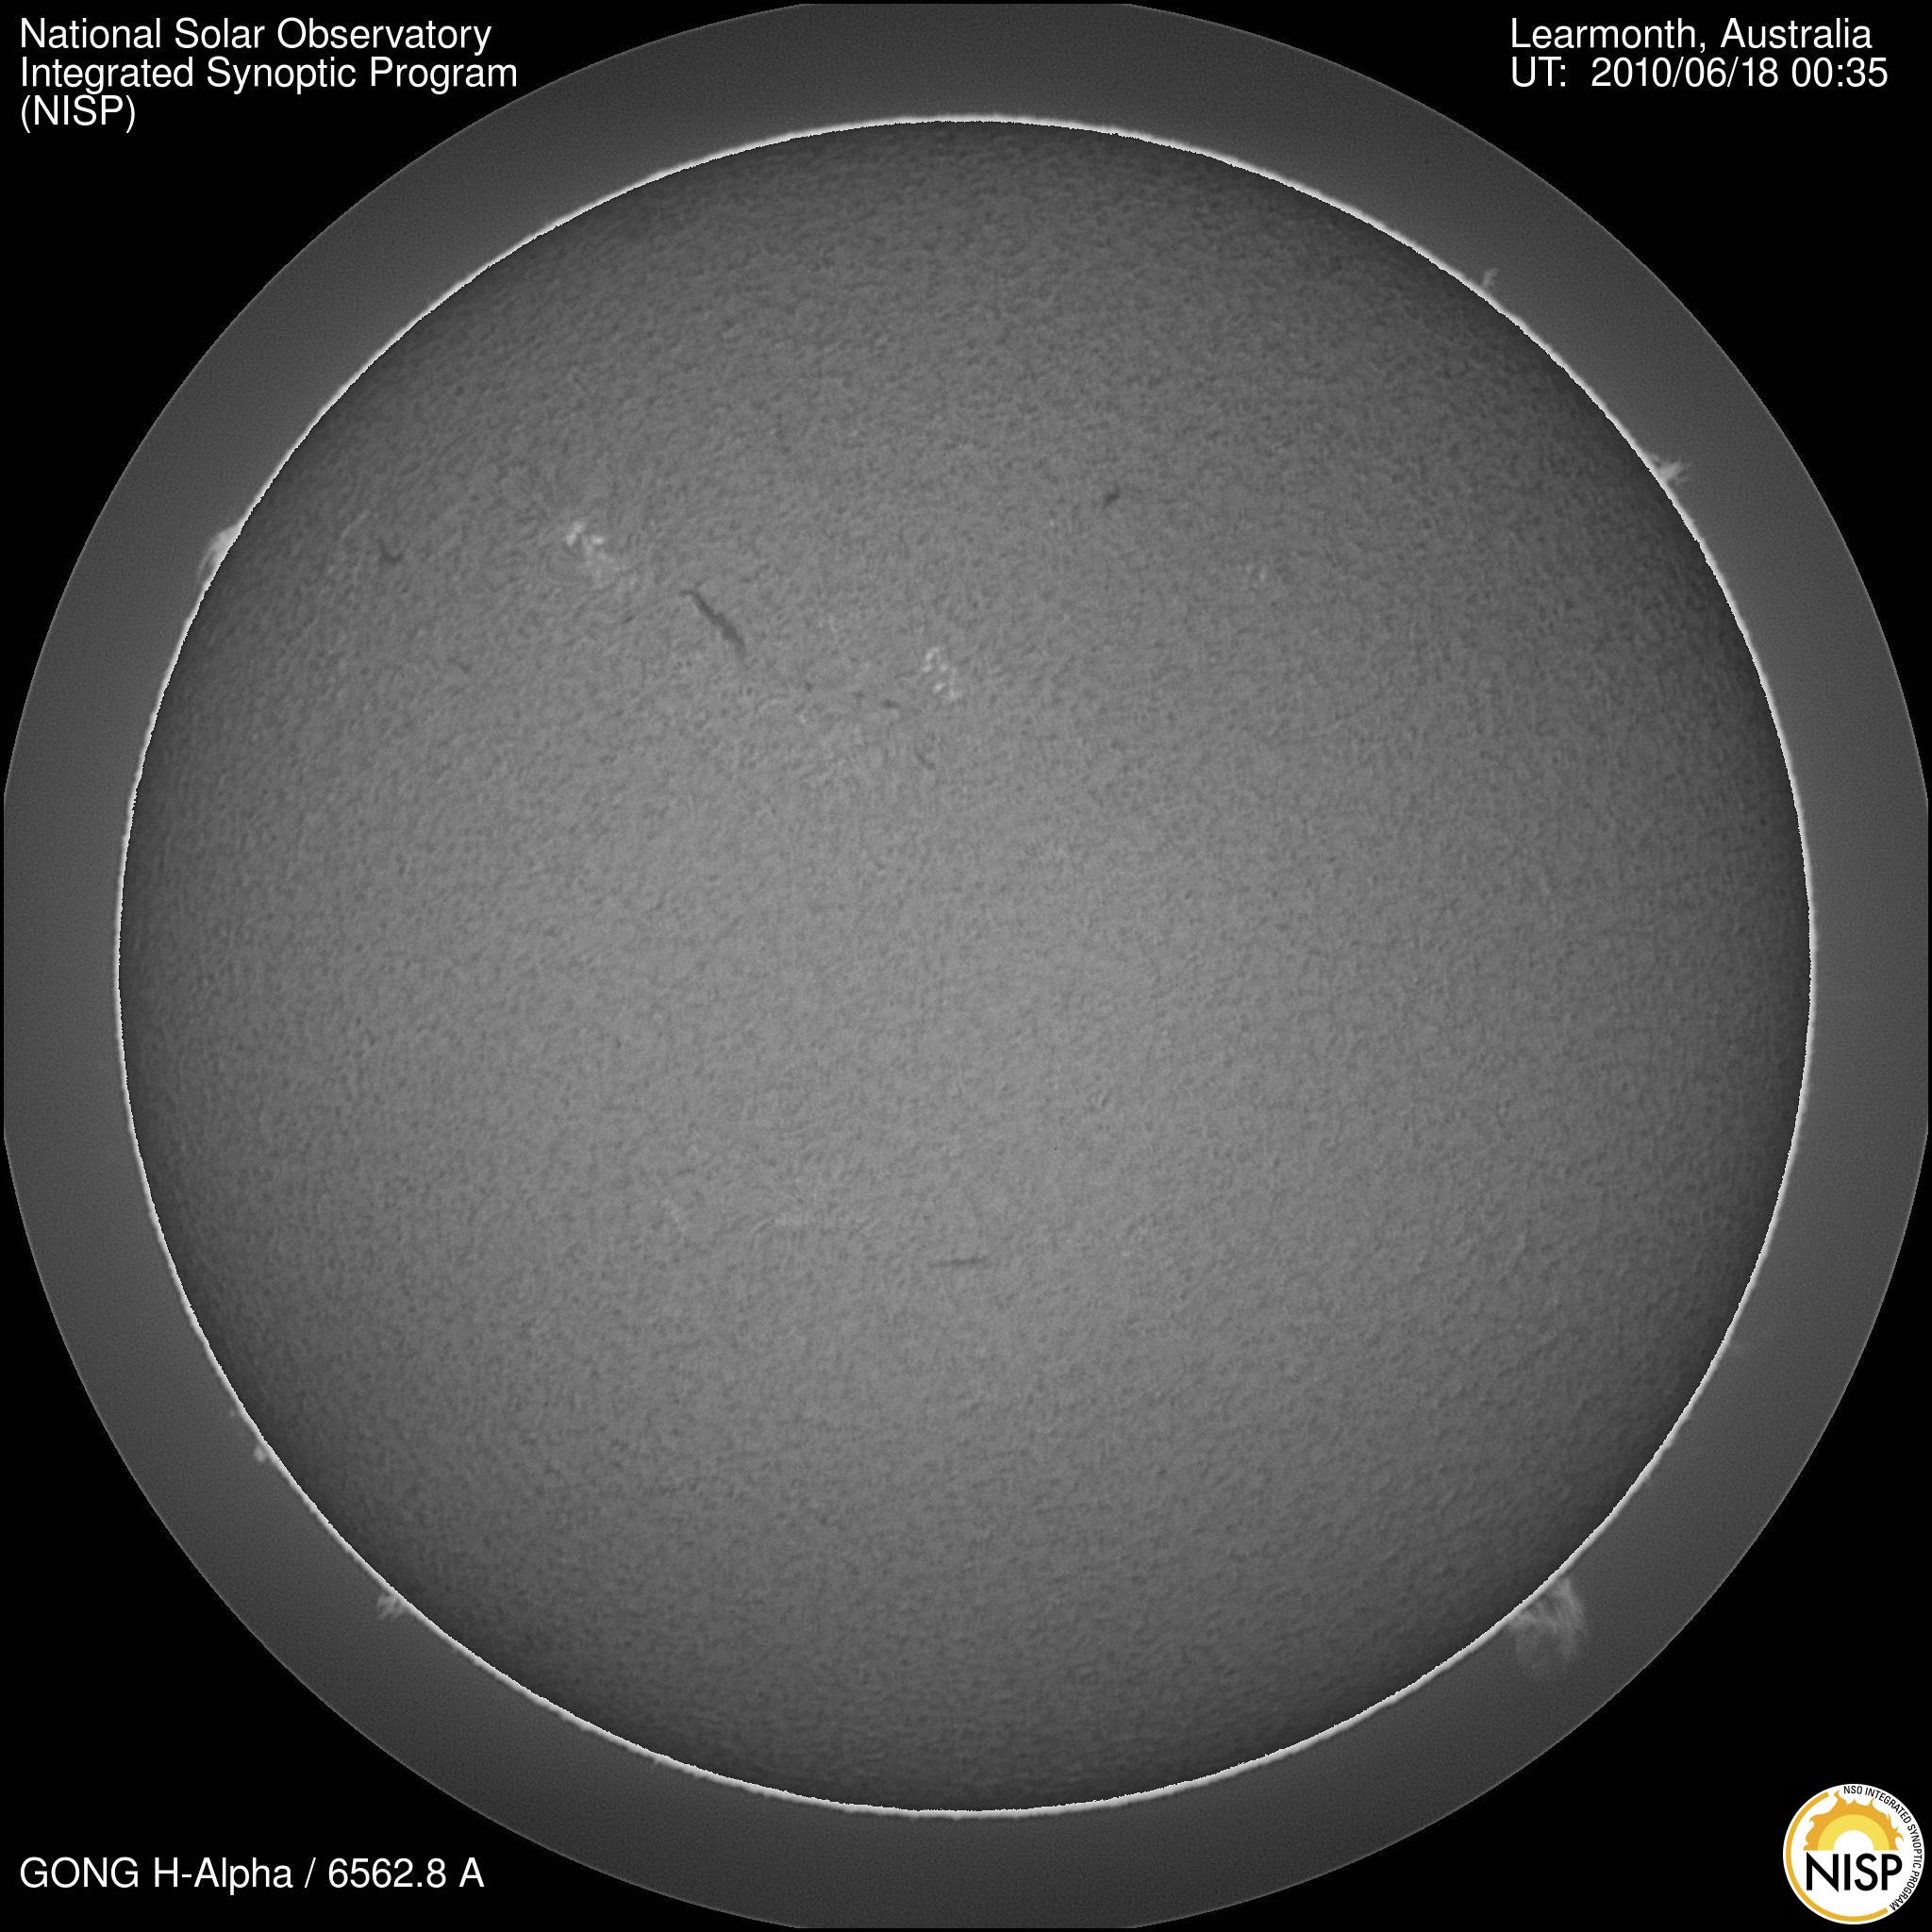 National Solar Observatory
Integrated Synoptic Program
(NISP)
Learmonth, Australia
UT: 2010/06/18 00:35
GONG H-Alpha / 6562.8 A
NSO INTEGRATED SYNOPTIC PROGRAM
NISP